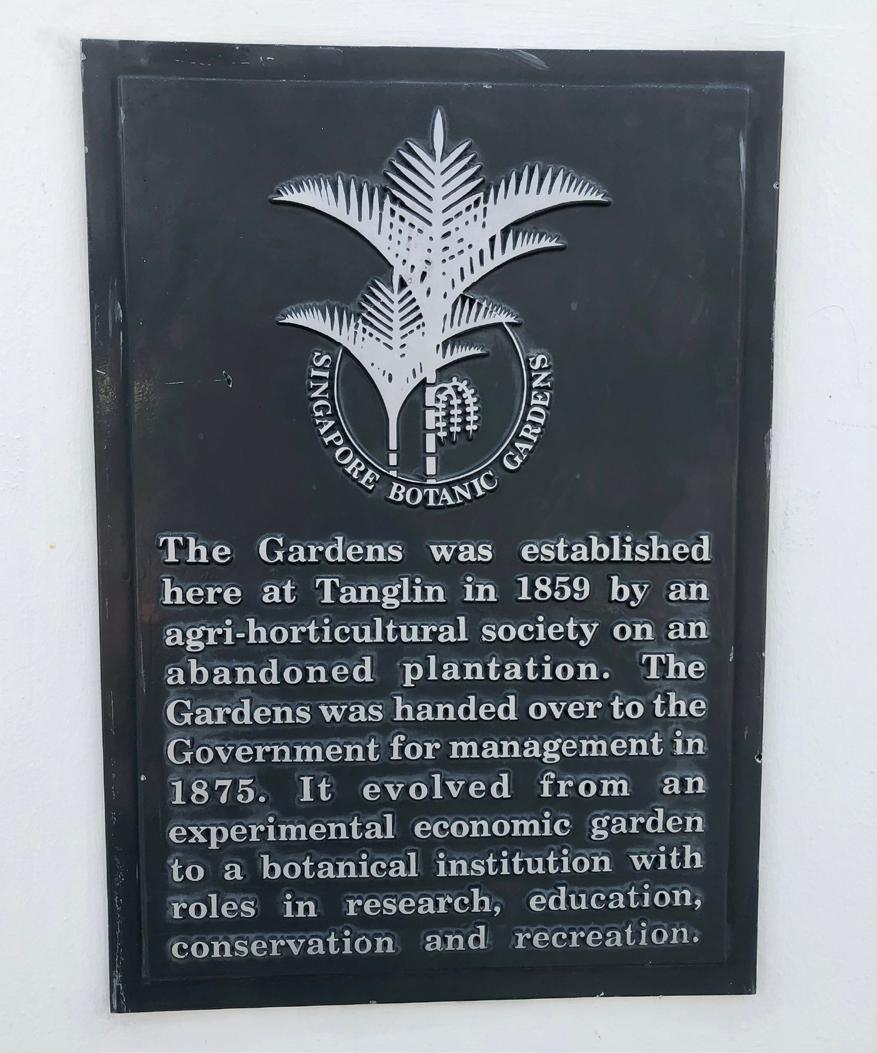 SINGAPORE BOTANIC GARDENS
The Gardens was established
here at Tanglin in 1859 by an
agri-horticultural society on an
abandoned plantation. The
Gardens was handed over to the
Government for management in
1875. It evolved from an
experimental economic garden
to a botanical institution with
roles in research, education,
conservation and recreation.